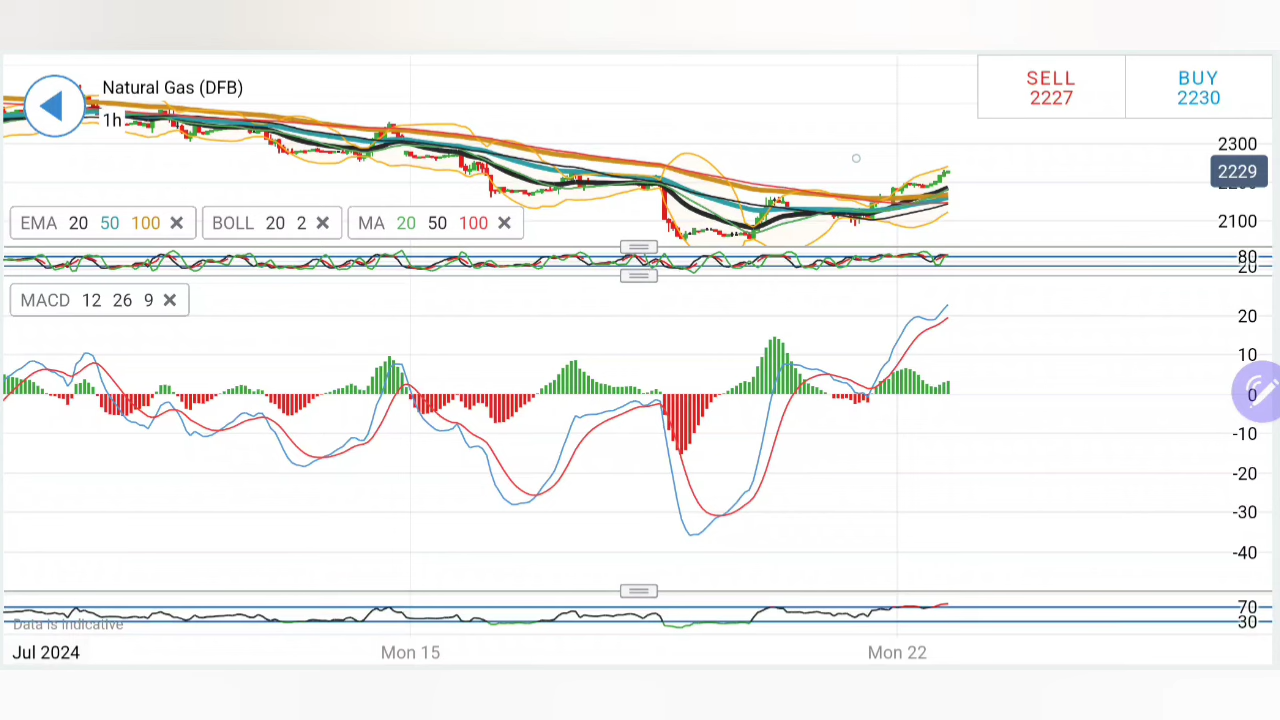 Natural Gas (DFB)
1h
SELL
2227
BUY
2230
2300
2229
2200
2100
EMA 20 50 100
BOLL 20 2
MA 20 50 100
80
20
MACD 12 26 9
20
10
0
-10
-20
-30
-40
70
30
Data is indicative
Jul 2024
Mon 15
Mon 22